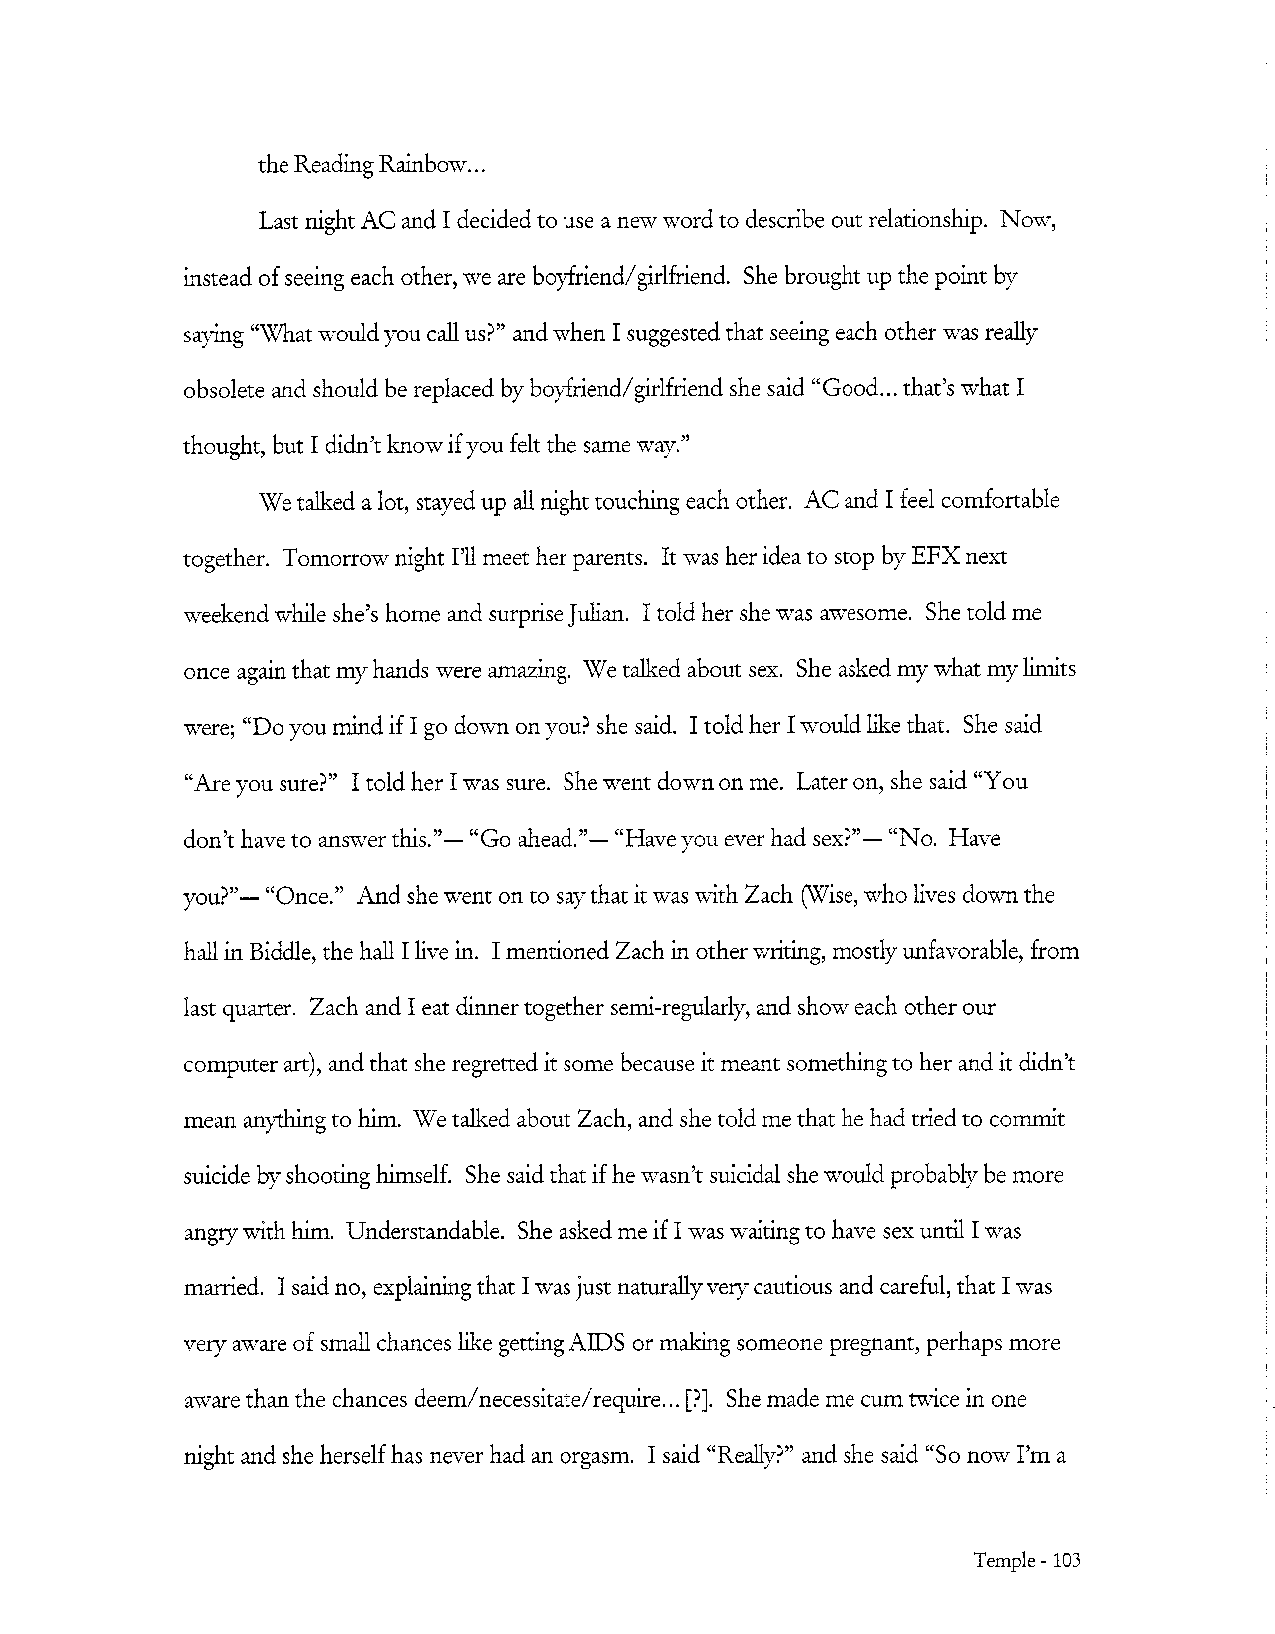 the Reading Rainbow...
Last night AC and I decided to use a new word to describe out relationship. Now,
instead of seeing each other, we are boyfriend/girlfriend. She brought up the point by
saying “What would you call us?” and when I suggested that seeing each other was really
obsolete and should be replaced by boyfriend/girlfriend she said “Good... that’s what I
thought, but I didn’t know if you felt the same way.”
We talked a lot, stayed up all night touching each other. AC and I feel comfortable
together. Tomorrow night I’ll meet her parents. It was her idea to stop by EFX next
weekend while she’s home and surprise Julian. I told her she was awesome. She told me
once again that my hands were amazing. We talked about sex. She asked my what my limits
were; “Do you mind if I go down on you? she said. I told her I would like that. She said
“Are you sure?” I told her I was sure. She went down on me. Later on, she said “You
don’t have to answer this.”— “Go ahead.”— “Have you ever had sex?”— “No. Have
you?”— “Once.” And she went on to say that it was with Zach (Wise, who lives down the
hall in Biddle, the hall I live in. I mentioned Zach in other writing, mostly unfavorable, from
last quarter. Zach and I eat dinner together semi-regularly, and show each other our
computer art), and that she regretted it some because it meant something to her and it didn’t
mean anything to him. We talked about Zach, and she told me that he had tried to commit
suicide by shooting himself. She said that if he wasn’t suicidal she would probably be more
angry with him. Understandable. She asked me if I was waiting to have sex until I was
married. I said no, explaining that I was just naturally very cautious and careful, that I was
very aware of small chances like getting AIDS or making someone pregnant, perhaps more
aware than the chances deem/necessitate/require... [?]. She made me cum twice in one
night and she herself has never had an orgasm. I said “Really?” and she said “So now I’m a
Temple - 103